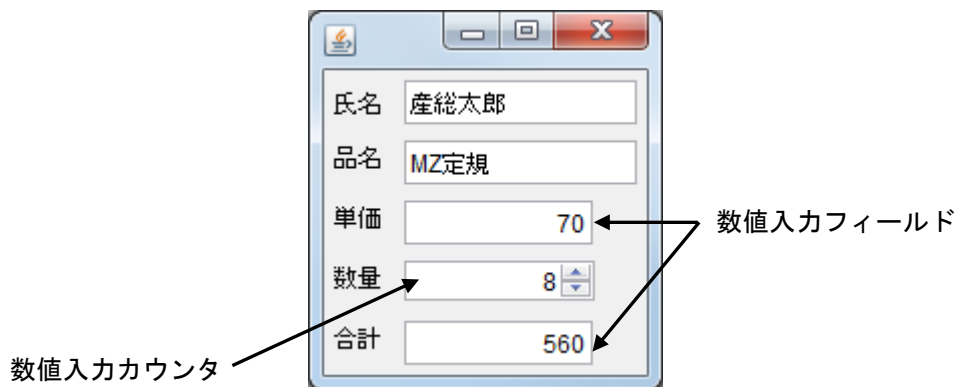 氏名 産総太郎
品名 MZ定規
単価 70 数値入力フィールド
数量 8
合計 560
数値入力カウンタ